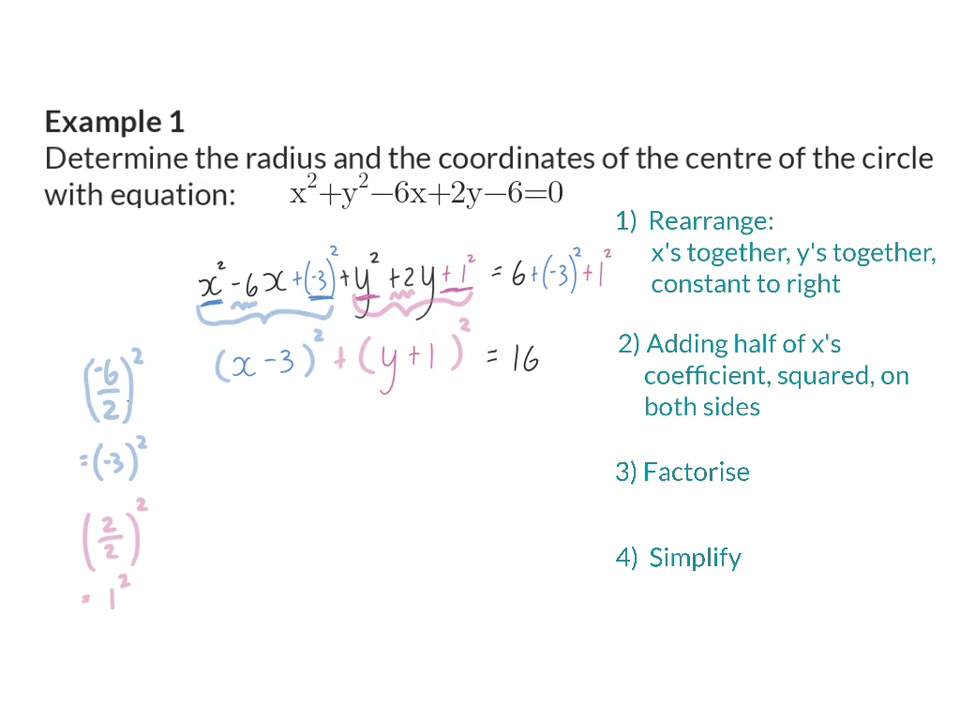 Example 1
Determine the radius and the coordinates of the centre of the circle
with equation: x²+y²−6x+2y−6=0
1) Rearrange:
x's together, y's together,
constant to right
x² -6x +(-3)² +y² +2y +1² = 6 +(-3)² +1²
2) Adding half of x's
coefficient, squared, on
both sides
(x -3)² + (y +1)² = 16
(-6/2)²
= (-3)²
3) Factorise
(2/2)²
= 1²
4) Simplify